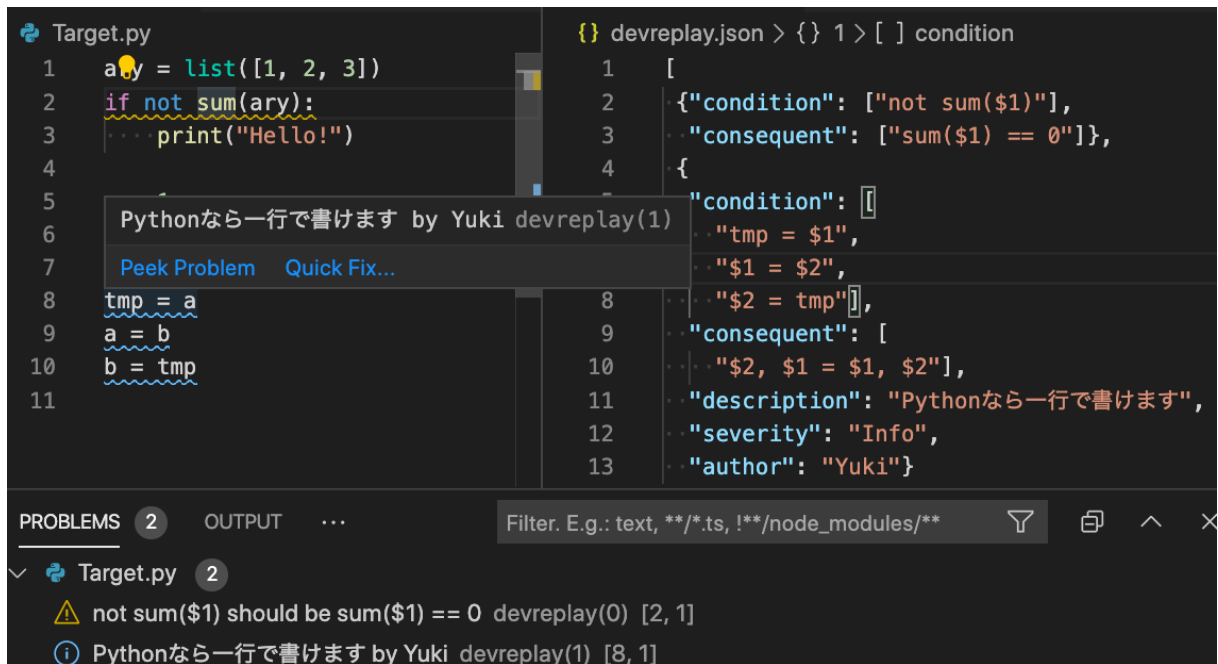 Target.py
1 ary = list([1, 2, 3])
2 if not sum(ary):
3 ····print("Hello!")
4
5
6
7
8 tmp = a
9 a = b
10 b = tmp
11
Pythonなら一行で書けます by Yuki devreplay(1)
Peek Problem Quick Fix...
{} devreplay.json > {} 1 > [ ] condition
1 [
2 ·{"condition": ["not sum($1)"],
3 ··"consequent": ["sum($1) == 0"]},
4 ·{
"condition": [
··"tmp = $1",
··"$1 = $2",
8 ····"$2 = tmp"],
9 ··"consequent": [
10 ····"$2, $1 = $1, $2"],
11 ··"description": "Pythonなら一行で書けます",
12 ··"severity": "Info",
13 ··"author": "Yuki"}
PROBLEMS 2 OUTPUT ···
Filter. E.g.: text, **/*.ts, !**/node_modules/**
Target.py 2
not sum($1) should be sum($1) == 0 devreplay(0) [2, 1]
Pythonなら一行で書けます by Yuki devreplay(1) [8, 1]